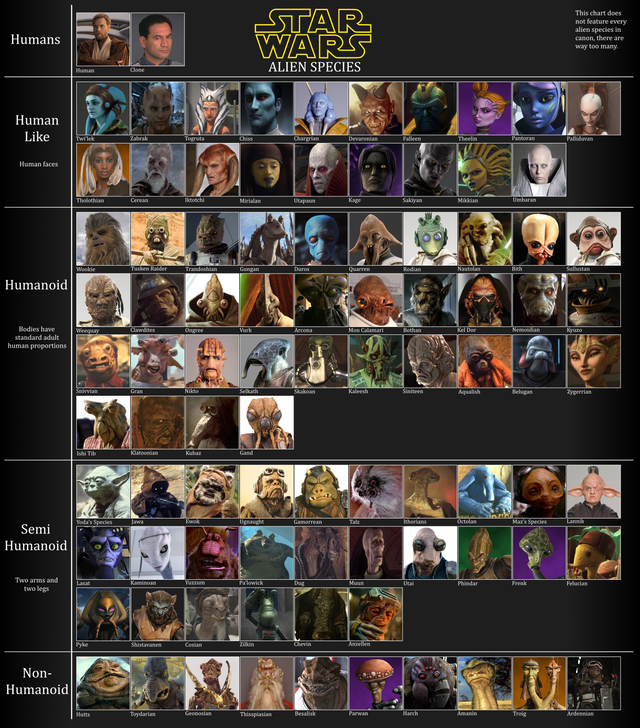 STAR
WARS
ALIEN SPECIES
This chart does
not feature every
alien species in
canon, there are
way too many.
Humans
Human
Clone
Human
Like
Human faces
Twi'lek
Zabrak
Togruta
Chiss
Chargrian
Devaronian
Falleen
Theelin
Pantoran
Palliduvan
Tholothian
Cerean
Iktotchi
Mirialan
Utapaun
Kage
Sakiyan
Mikkian
Umbaran
Humanoid
Bodies have
standard adult
human proportions
Wookie
Tusken Raider
Trandoshian
Gungan
Duros
Quarren
Rodian
Nautolan
Bith
Sullustan
Weequay
Clawdites
Ongree
Vurk
Arcona
Mon Calamari
Bothan
Kel Dor
Nemoidian
Kyuzo
Snivvian
Gran
Nikto
Selkath
Skakoan
Kaleesh
Siniteen
Aqualish
Belugan
Zygerrian
Ishi Tib
Klatoonian
Kubaz
Gand
Semi
Humanoid
Two arms and
two legs
Yoda's Species
Jawa
Ewok
Ugnaught
Gamorrean
Talz
Ithorians
Octolan
Maz's Species
Lannik
Lasat
Kaminoan
Yuzzum
Pa'lowick
Dug
Muun
Utai
Phindar
Frenk
Felucian
Pyke
Shistavanen
Cosian
Zilkin
Chevin
Anzellen
Non-
Humanoid
Hutts
Toydarian
Geonosian
Thisspiasian
Besalisk
Parwan
Harch
Amanin
Troig
Ardennian